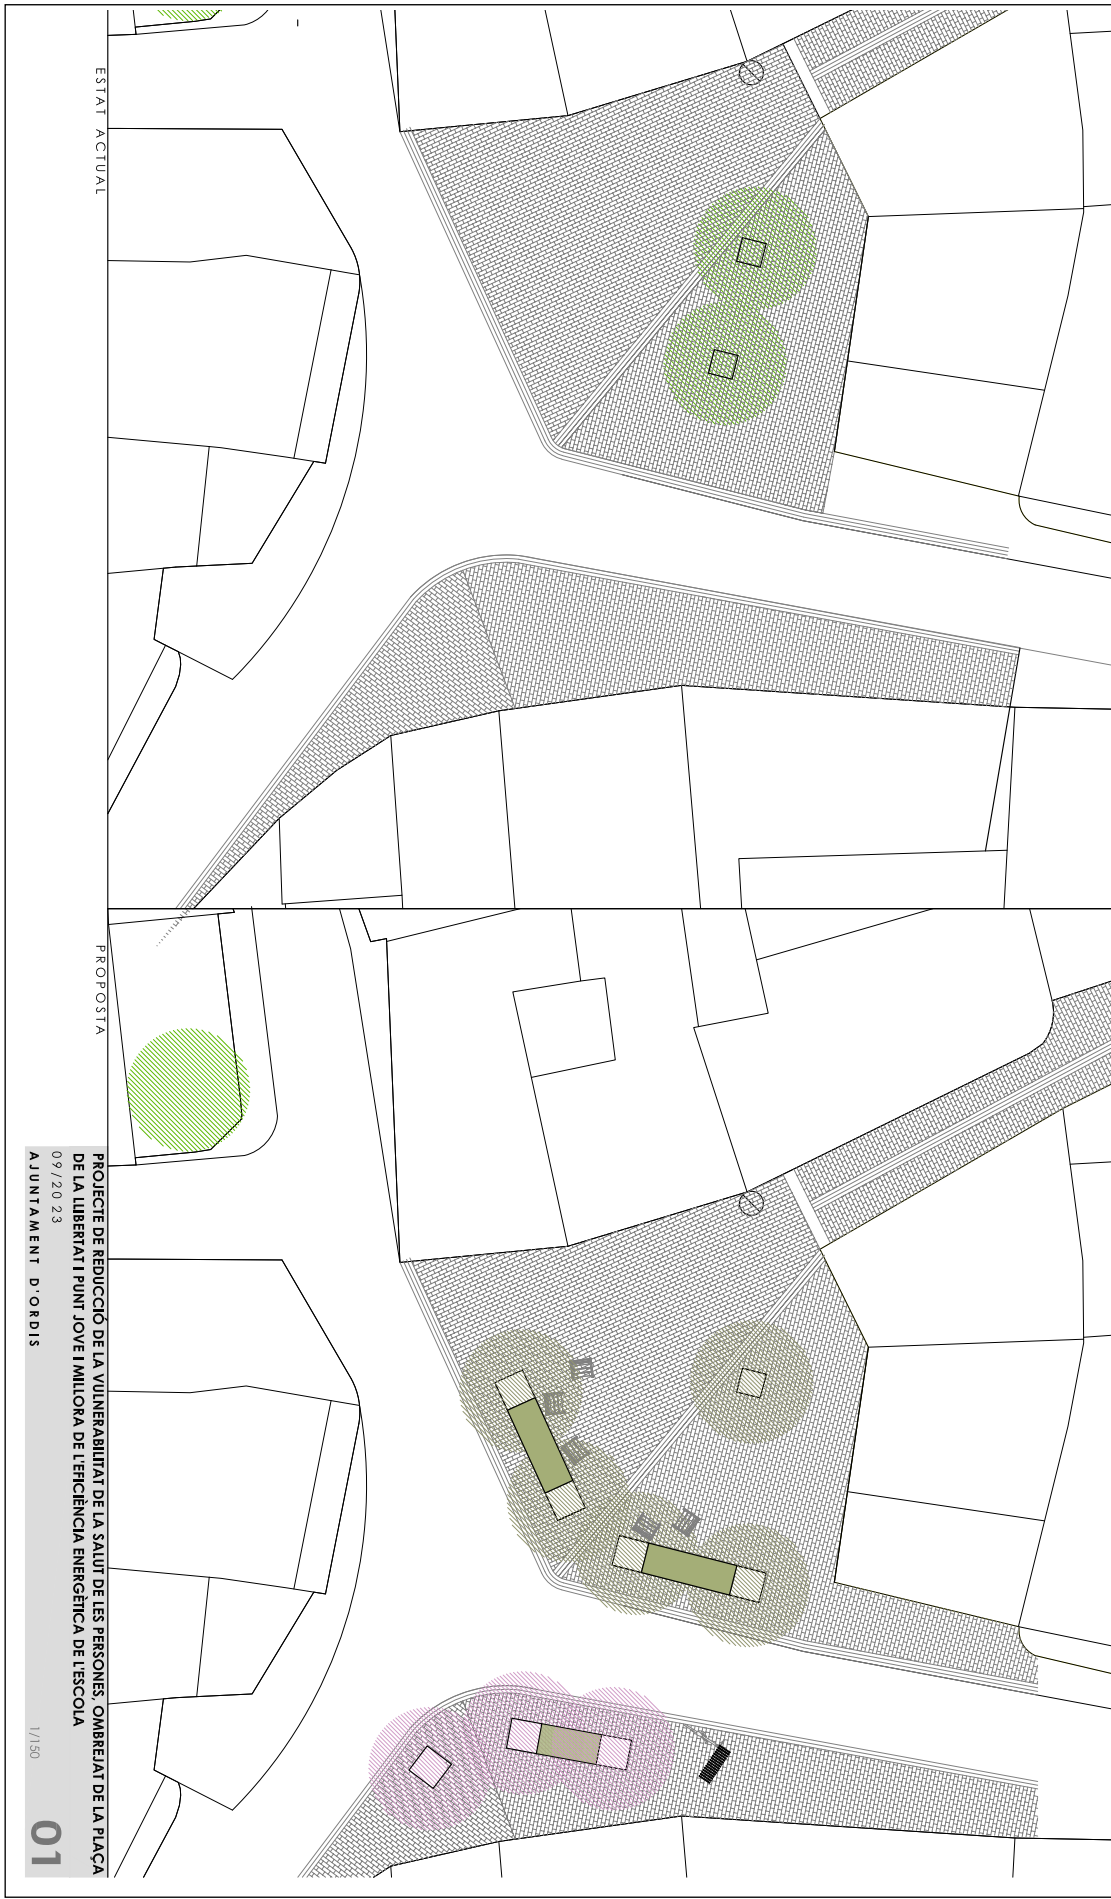 ESTAT ACTUAL
PROPOSTA
PROJECTE DE REDUCCIÓ DE LA VULNERABILITAT DE LA SALUT DE LES PERSONES, OMBREJAT DE LA PLAÇA
DE LA LLIBERTAT I PUNT JOVE I MILLORA DE L'EFICIÈNCIA ENERGÈTICA DE L'ESCOLA
09/2023
AJUNTAMENT D'ORDIS
1/150
01